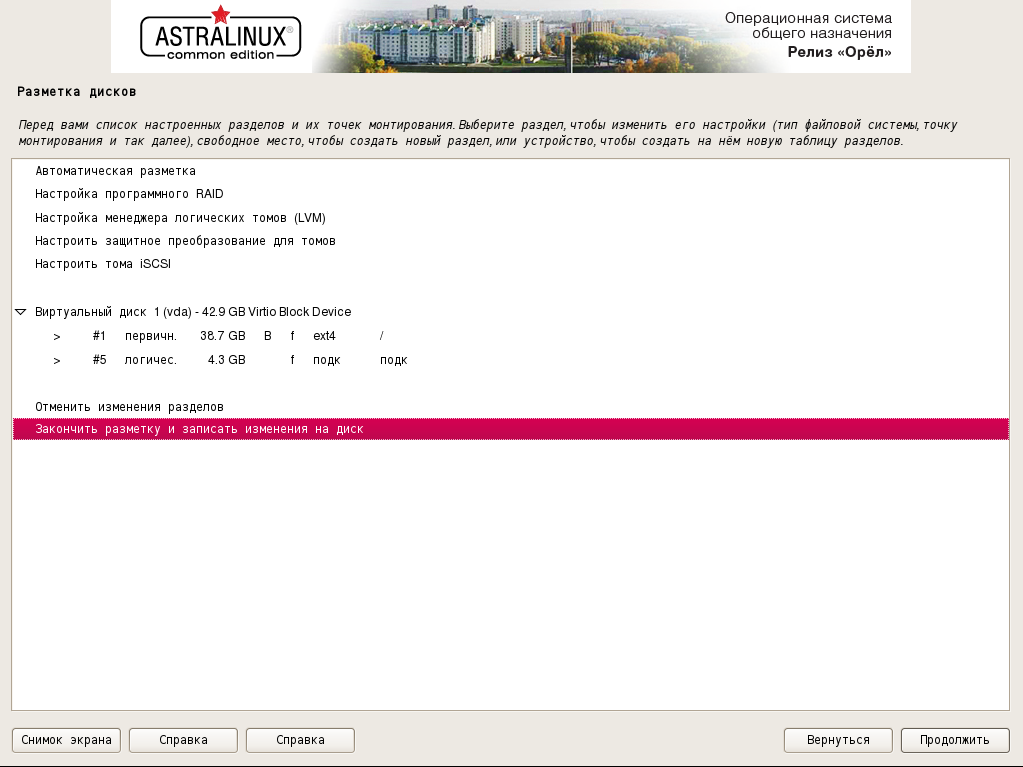 ASTRALINUX®
common edition
Операционная система
общего назначения
Релиз «Орёл»
Разметка дисков
Перед вами список настроенных разделов и их точек монтирования. Выберите раздел, чтобы изменить его настройки (тип файловой системы, точку
монтирования и так далее), свободное место, чтобы создать новый раздел, или устройство, чтобы создать на нём новую таблицу разделов.
Автоматическая разметка
Настройка программного RAID
Настройка менеджера логических томов (LVM)
Настроить защитное преобразование для томов
Настроить тома iSCSI
Виртуальный диск 1 (vda) - 42.9 GB Virtio Block Device
> #1 первичн. 38.7 GB B f ext4 /
> #5 логичес. 4.3 GB f подк подк
Отменить изменения разделов
Закончить разметку и записать изменения на диск
Снимок экрана Справка Справка Вернуться Продолжить